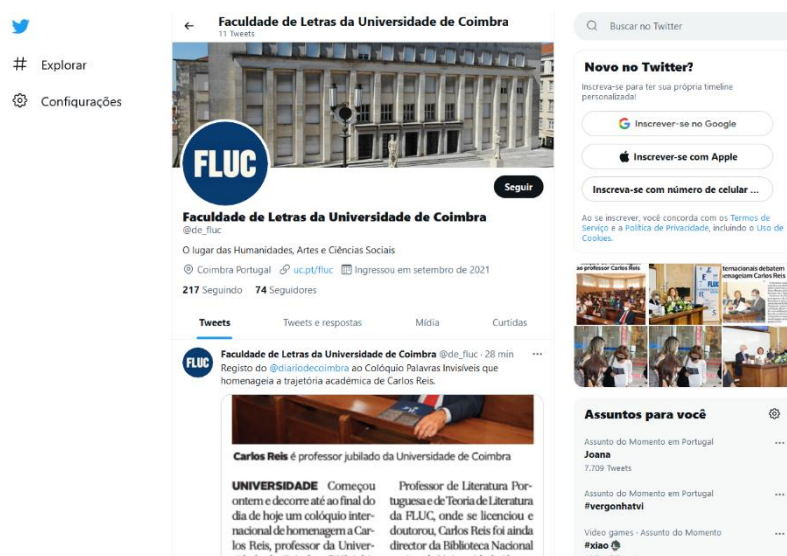 Explorar
Configurações
Faculdade de Letras da Universidade de Coimbra
11 Tweets
FLUC
Seguir
Faculdade de Letras da Universidade de Coimbra
@de_fluc
O lugar das Humanidades, Artes e Ciências Sociais
Coimbra Portugal uc.pt/fluc Ingressou em setembro de 2021
217 Seguindo 74 Seguidores
Tweets Tweets e respostas Mídia Curtidas
FLUC
Faculdade de Letras da Universidade de Coimbra @de_fluc · 28 min
Registo do @diariodecoimbra ao Colóquio Palavras Invisíveis que
homenageia a trajetória académica de Carlos Reis.
Carlos Reis é professor jubilado da Universidade de Coimbra
UNIVERSIDADE Começou
ontem e decorre até ao final do
dia de hoje um colóquio inter-
nacional de homenagem a Car-
los Reis, professor da Univer-
Professor de Literatura Por-
tuguesa e de Teoria de Literatura
da FLUC, onde se licenciou e
doutorou, Carlos Reis foi ainda
director da Biblioteca Nacional
Buscar no Twitter
Novo no Twitter?
Inscreva-se para ter sua própria timeline
personalizada!
Inscrever-se no Google
Inscrever-se com Apple
Inscreva-se com número de celular ...
Ao se inscrever, você concorda com os Termos de
Serviço e a Política de Privacidade, incluindo o Uso de
Cookies.
ao professor Carlos Reis
FLUC
ternacionais debatem
enageiam Carlos Reis
Assuntos para você
Assunto do Momento em Portugal
Joana
7.709 Tweets
Assunto do Momento em Portugal
#vergonhatvi
Video games · Assunto do Momento
#xiao